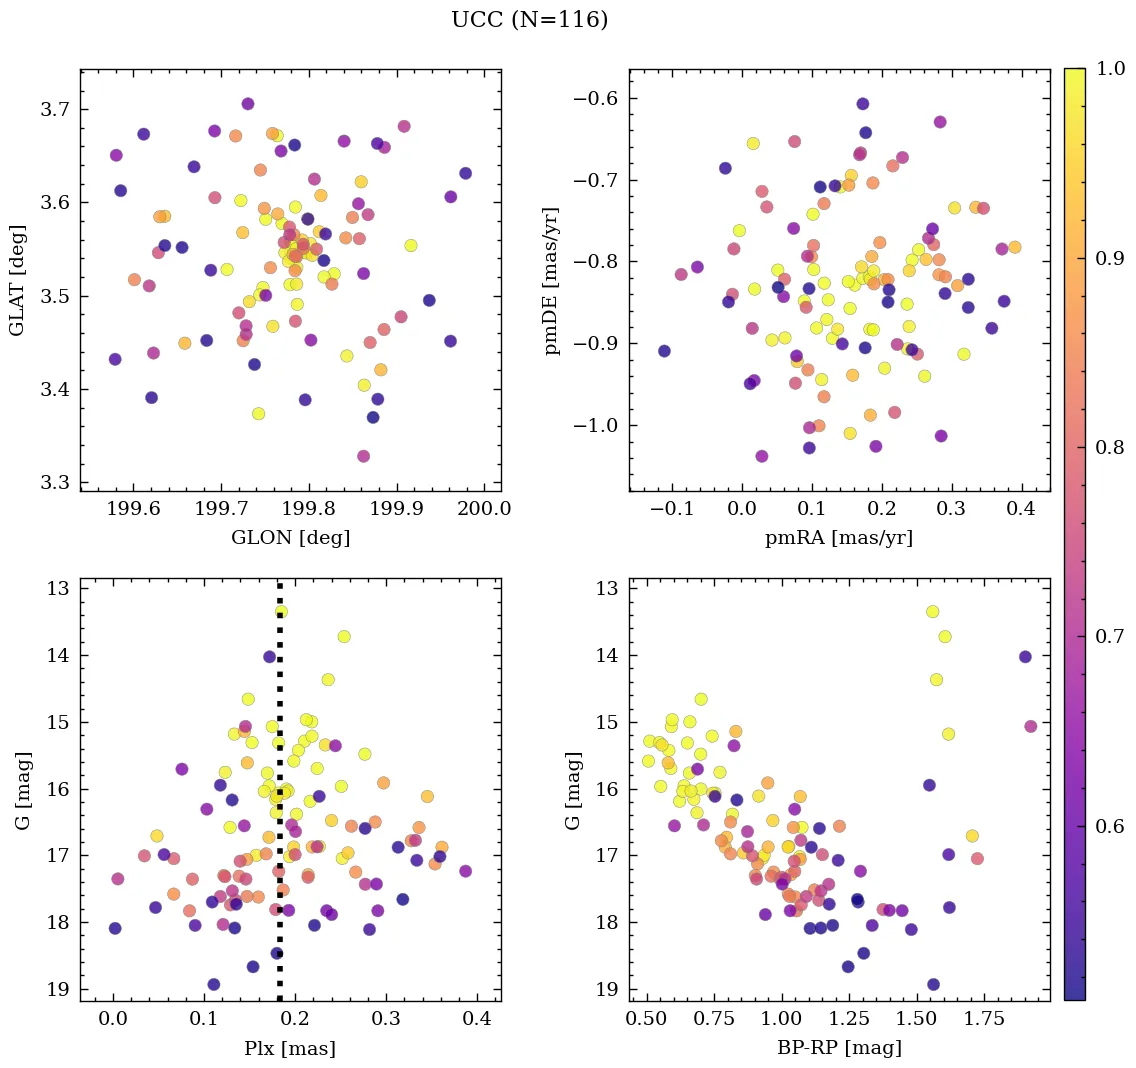 UCC (N=116)
3.7
3.6
3.5
3.4
3.3
GLAT [deg]
199.6 199.7 199.8 199.9 200.0
GLON [deg]
−0.6
−0.7
−0.8
−0.9
−1.0
pmDE [mas/yr]
−0.1 0.0 0.1 0.2 0.3 0.4
pmRA [mas/yr]
1.0
0.9
0.8
0.7
0.6
13
14
15
16
17
18
19
G [mag]
0.0 0.1 0.2 0.3 0.4
Plx [mas]
13
14
15
16
17
18
19
G [mag]
0.50 0.75 1.00 1.25 1.50 1.75
BP-RP [mag]